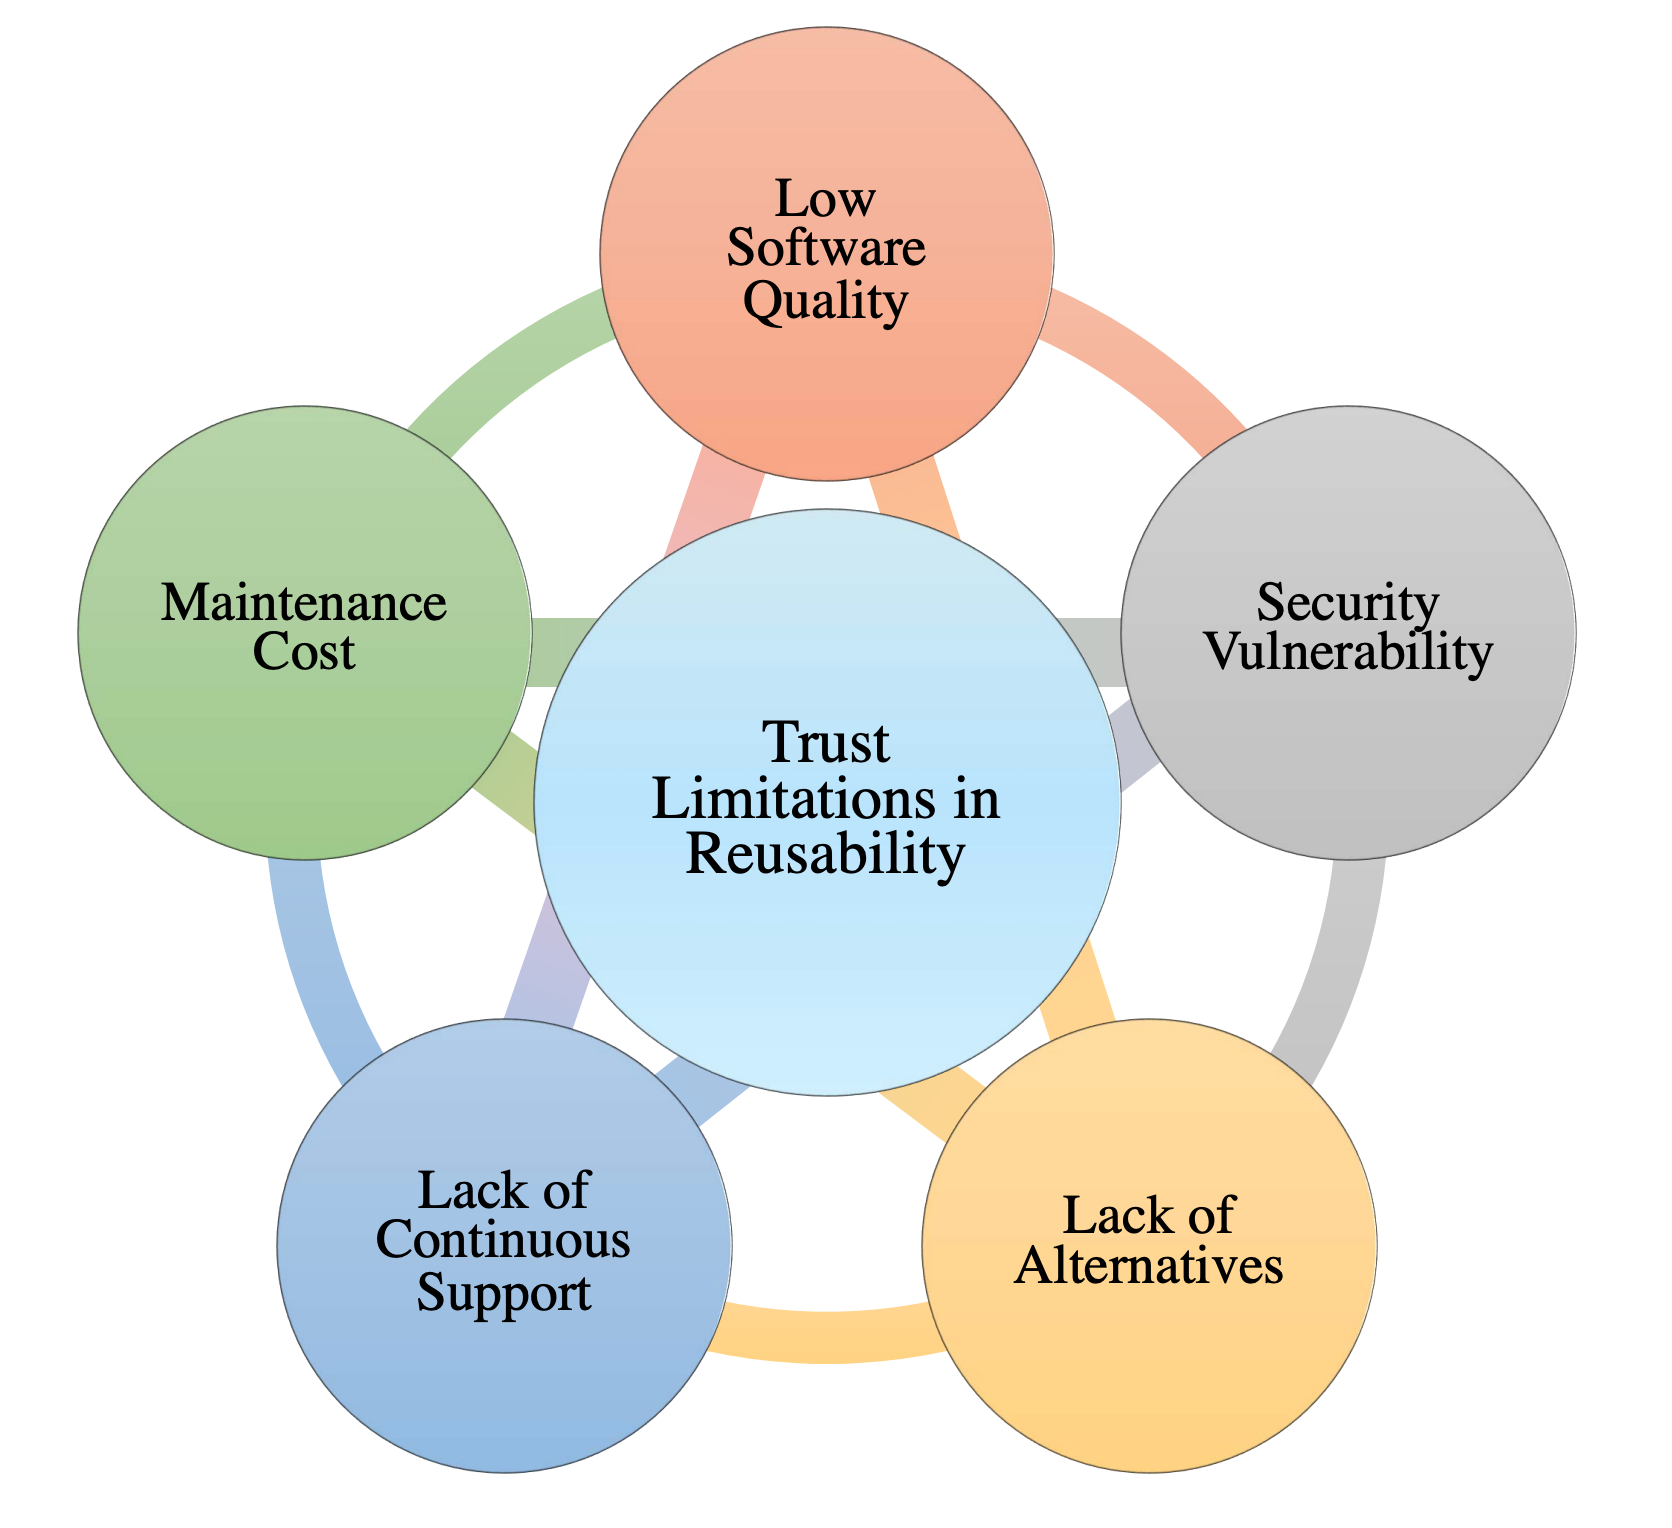 Low
Software
Quality
Maintenance
Cost
Security
Vulnerability
Trust
Limitations in
Reusability
Lack of
Continuous
Support
Lack of
Alternatives